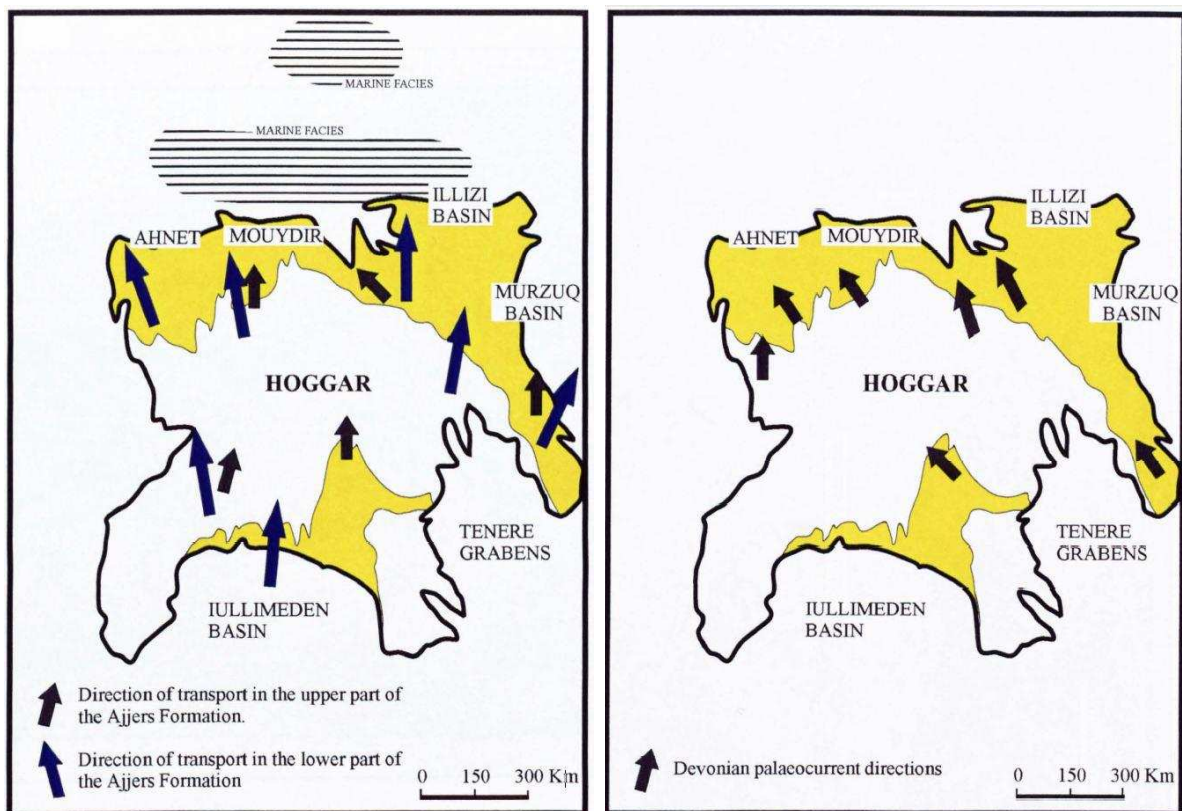 MARINE FACIES
MARINE FACIES
ILLIZI
BASIN
AHNET
MOUYDIR
MURZUQ
BASIN
HOGGAR
TENERE
GRABENS
IULLIMEDEN
BASIN
Direction of transport in the upper part of
the Ajjers Formation.
Direction of transport in the lower part of
the Ajjers Formation
0 150 300 Km
ILLIZI
BASIN
AHNET
MOUYDIR
MURZUQ
BASIN
HOGGAR
TENERE
GRABENS
IULLIMEDEN
BASIN
Devonian palaeocurrent directions
0 150 300 Km